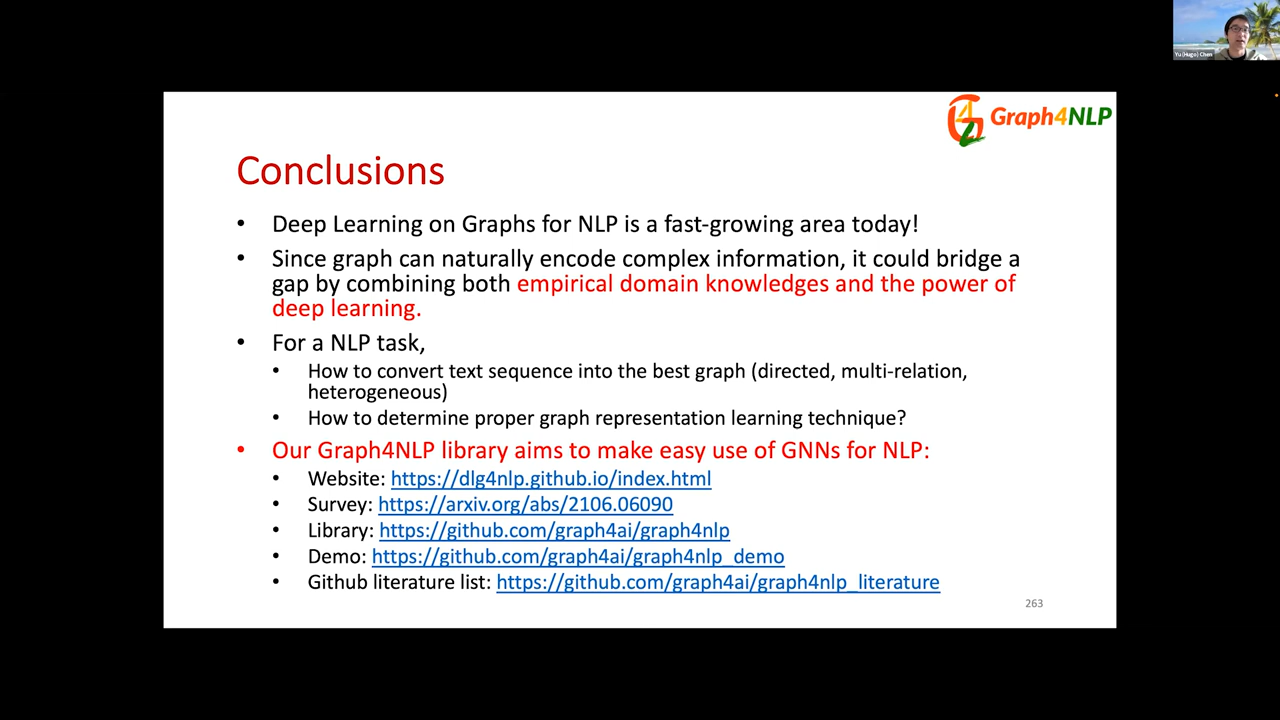 Yu (Hugo) Chen
Graph4NLP
Conclusions
• Deep Learning on Graphs for NLP is a fast-growing area today!
• Since graph can naturally encode complex information, it could bridge a
gap by combining both empirical domain knowledges and the power of
deep learning.
• For a NLP task,
• How to convert text sequence into the best graph (directed, multi-relation,
heterogeneous)
• How to determine proper graph representation learning technique?
• Our Graph4NLP library aims to make easy use of GNNs for NLP:
• Website: https://dlg4nlp.github.io/index.html
• Survey: https://arxiv.org/abs/2106.06090
• Library: https://github.com/graph4ai/graph4nlp
• Demo: https://github.com/graph4ai/graph4nlp_demo
• Github literature list: https://github.com/graph4ai/graph4nlp_literature
263